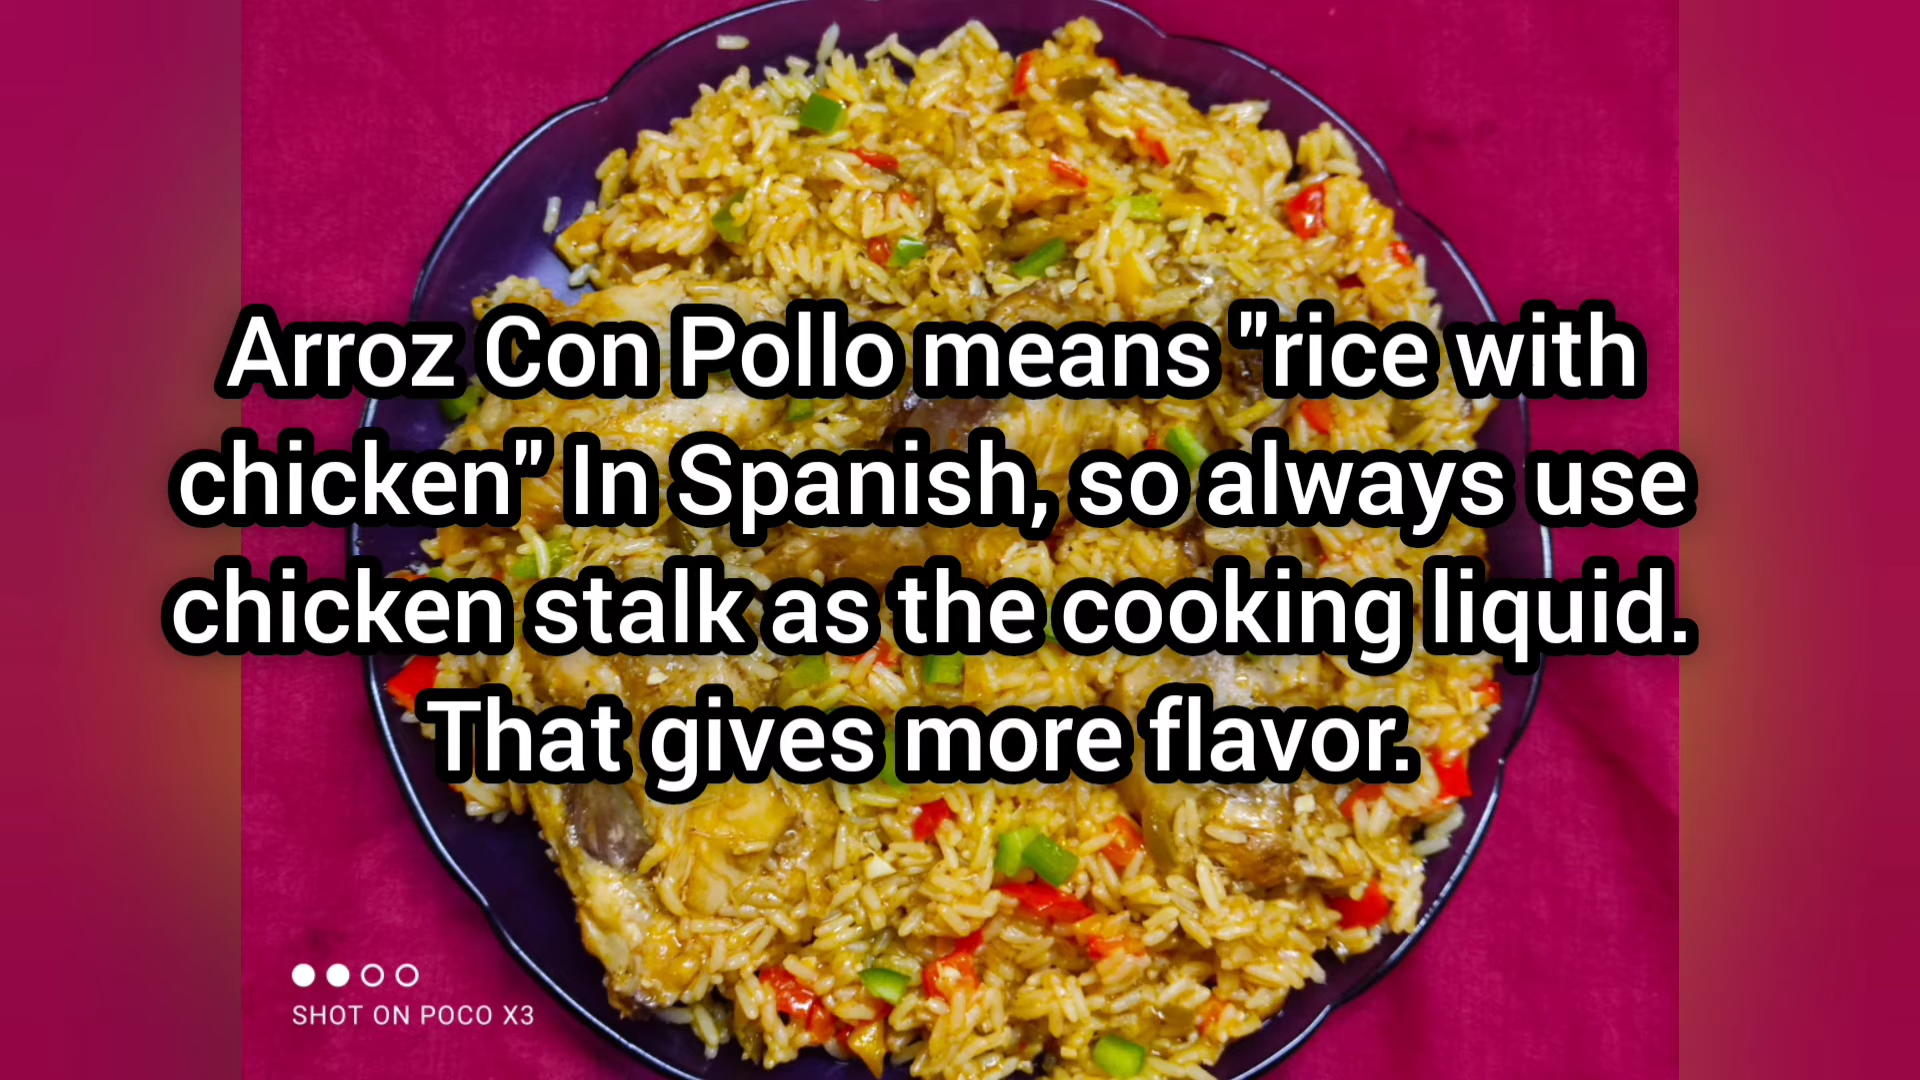 Arroz Con Pollo means "rice with
chicken" In Spanish, so always use
chicken stalk as the cooking liquid.
That gives more flavor.
SHOT ON POCO X3